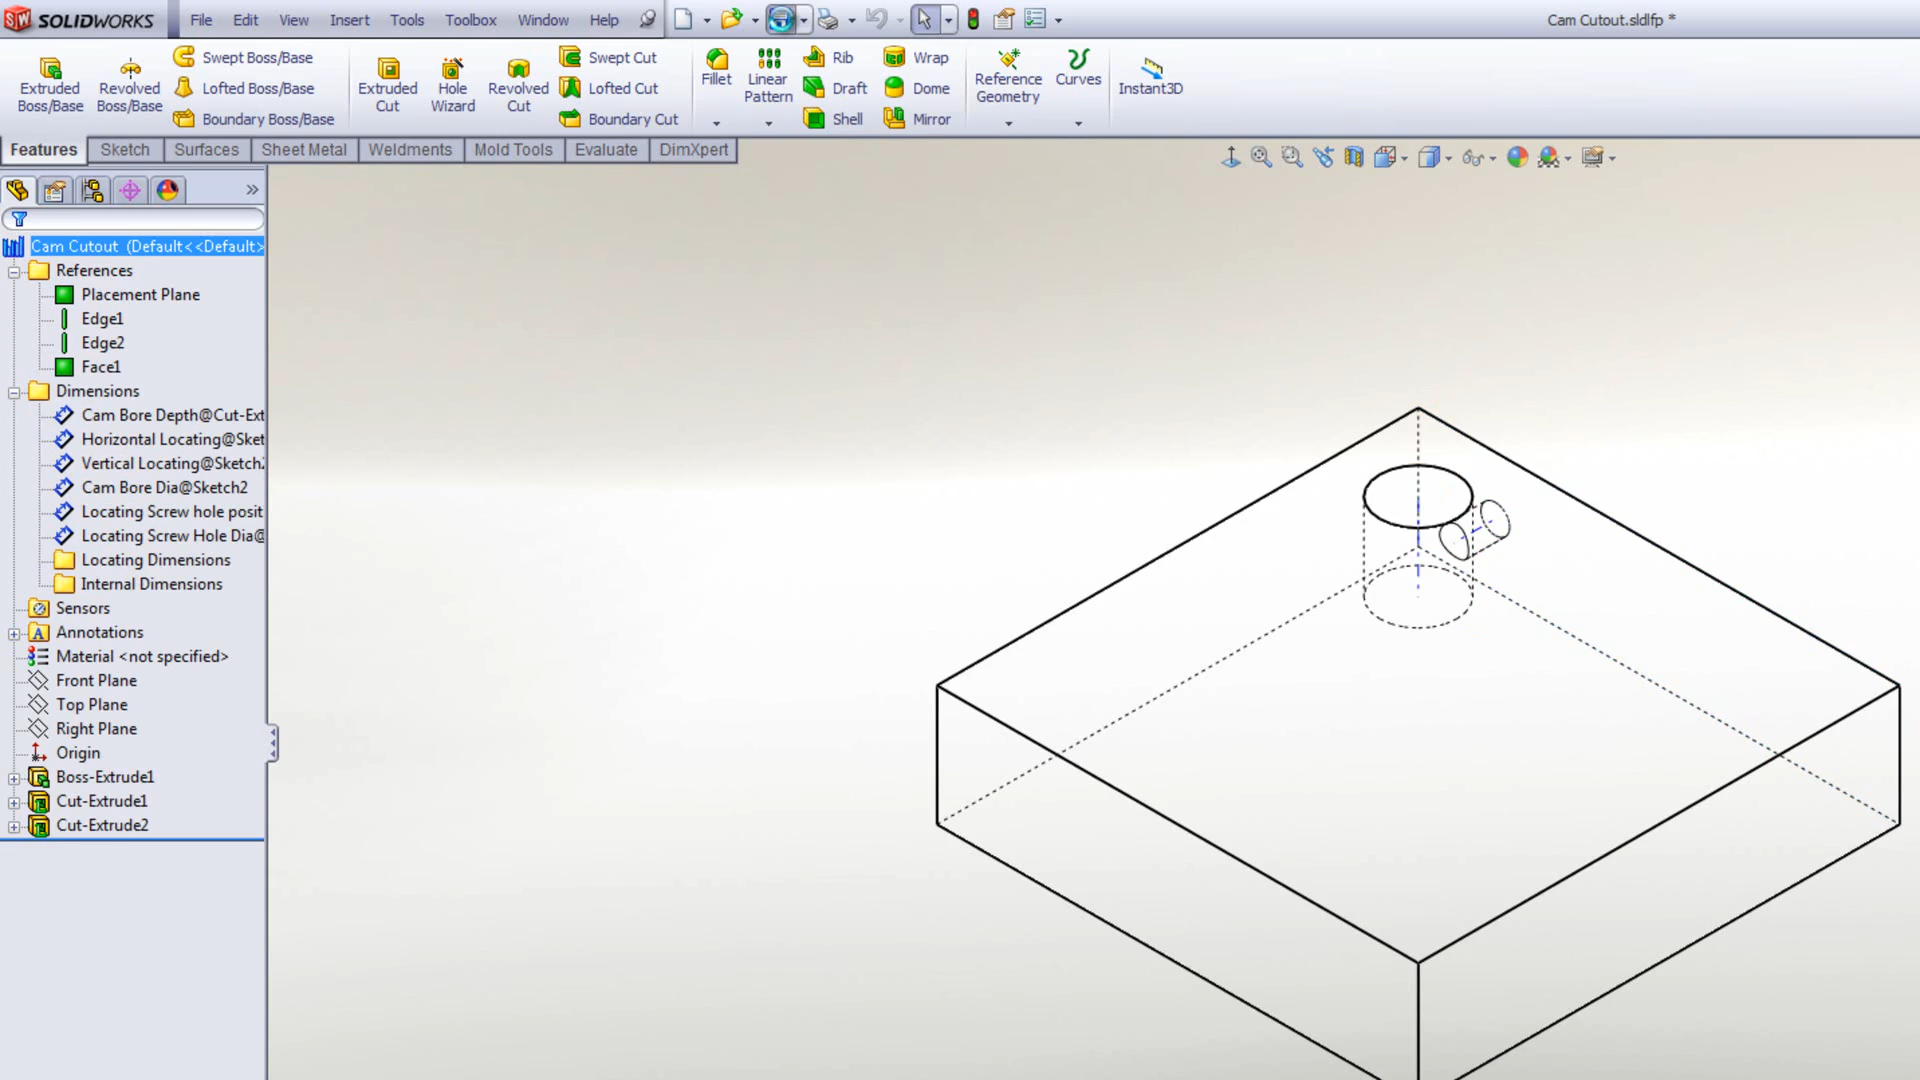 SOLIDWORKS File Edit View Insert Tools Toolbox Window Help Cam Cutout.sldlfp *
Extruded Boss/Base
Revolved Boss/Base
Swept Boss/Base
Lofted Boss/Base
Boundary Boss/Base
Extruded Cut
Hole Wizard
Revolved Cut
Swept Cut
Lofted Cut
Boundary Cut
Fillet
Linear Pattern
Rib
Draft
Shell
Wrap
Dome
Mirror
Reference Geometry
Curves
Instant3D
Features Sketch Surfaces Sheet Metal Weldments Mold Tools Evaluate DimXpert
Cam Cutout (Default<<Default>
References
Placement Plane
Edge1
Edge2
Face1
Dimensions
Cam Bore Depth@Cut-Ext
Horizontal Locating@Sket
Vertical Locating@Sketch2
Cam Bore Dia@Sketch2
Locating Screw hole posit
Locating Screw Hole Dia@
Locating Dimensions
Internal Dimensions
Sensors
Annotations
Material <not specified>
Front Plane
Top Plane
Right Plane
Origin
Boss-Extrude1
Cut-Extrude1
Cut-Extrude2